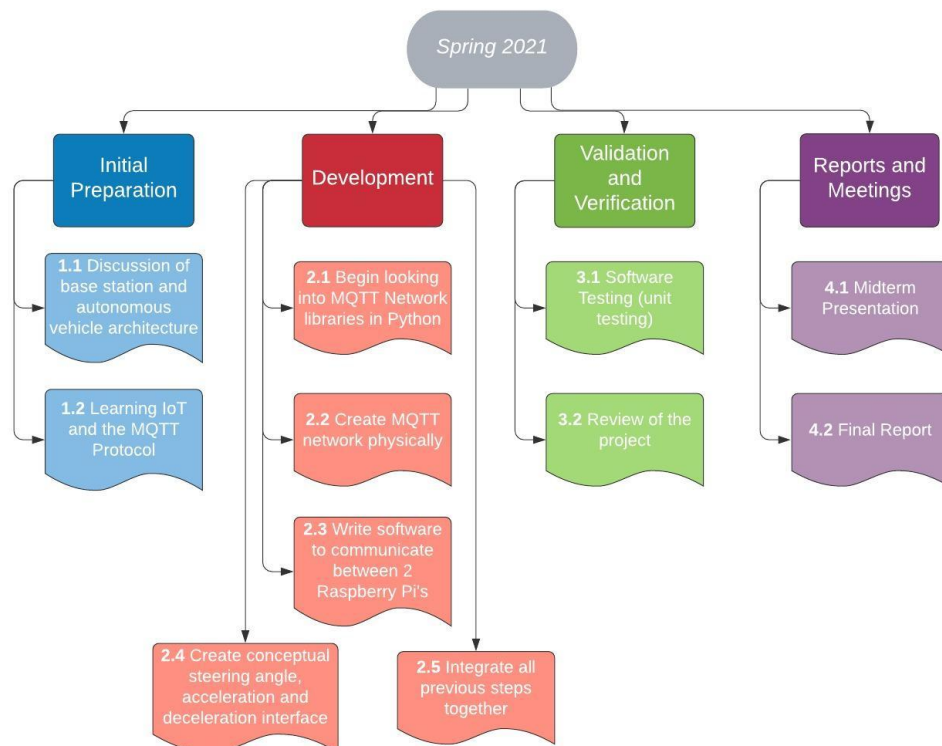 Spring 2021
Initial
Preparation
Development
Validation
and
Verification
Reports and
Meetings
1.1 Discussion of
base station and
autonomous
vehicle architecture
2.1 Begin looking
into MQTT Network
libraries in Python
3.1 Software
Testing (unit
testing)
4.1 Midterm
Presentation
1.2 Learning IoT
and the MQTT
Protocol
2.2 Create MQTT
network physically
3.2 Review of the
project
4.2 Final Report
2.3 Write software
to communicate
between 2
Raspberry Pi's
2.4 Create conceptual
steering angle,
acceleration and
deceleration interface
2.5 Integrate all
previous steps
together